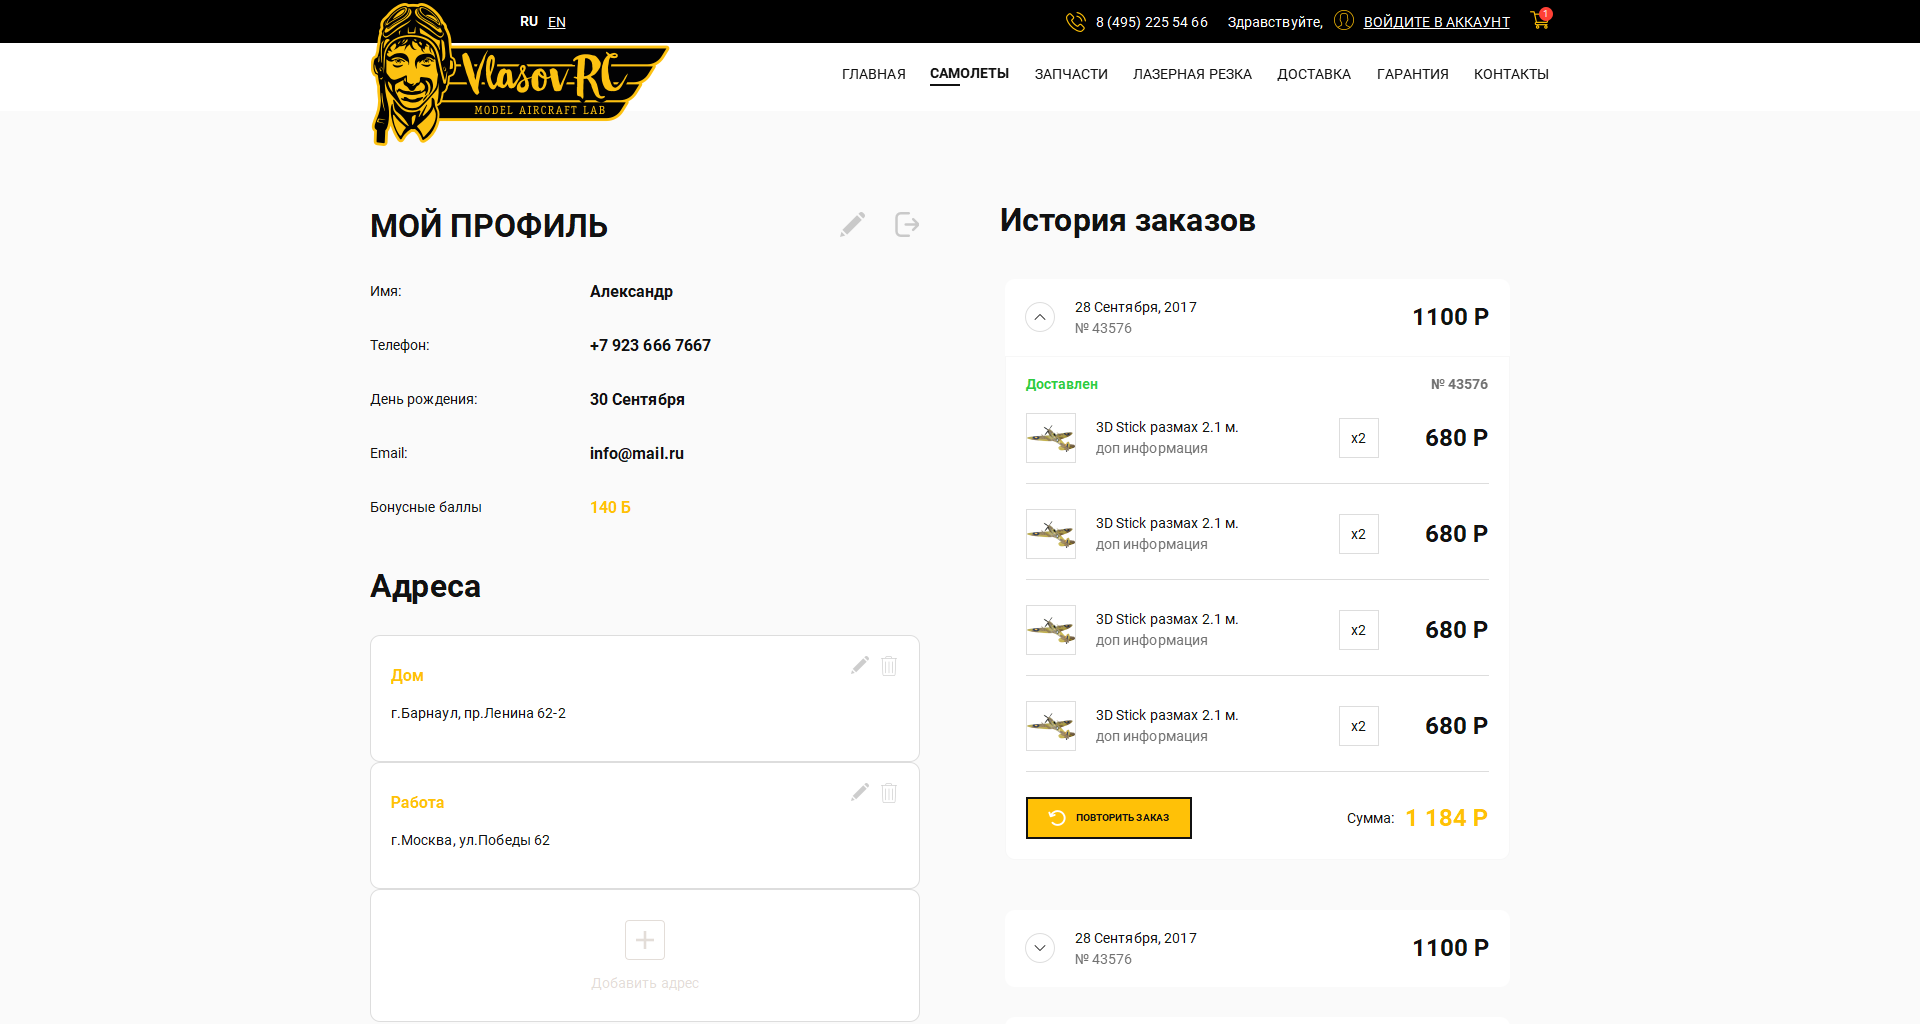 RU EN
8 (495) 225 54 66 Здравствуйте, ВОЙДИТЕ В АККАУНТ 1
Vlasov RC
MODEL AIRCRAFT LAB
ГЛАВНАЯ САМОЛЕТЫ ЗАПЧАСТИ ЛАЗЕРНАЯ РЕЗКА ДОСТАВКА ГАРАНТИЯ КОНТАКТЫ
МОЙ ПРОФИЛЬ
Имя: Александр
Телефон: +7 923 666 7667
День рождения: 30 Сентября
Email: info@mail.ru
Бонусные баллы 140 Б
Адреса
Дом
г.Барнаул, пр.Ленина 62-2
Работа
г.Москва, ул.Победы 62
Добавить адрес
История заказов
28 Сентября, 2017
№ 43576
1100 Р
Доставлен № 43576
3D Stick размах 2.1 м.
доп информация
x2 680 Р
3D Stick размах 2.1 м.
доп информация
x2 680 Р
3D Stick размах 2.1 м.
доп информация
x2 680 Р
3D Stick размах 2.1 м.
доп информация
x2 680 Р
ПОВТОРИТЬ ЗАКАЗ Сумма: 1 184 Р
28 Сентября, 2017
№ 43576
1100 Р